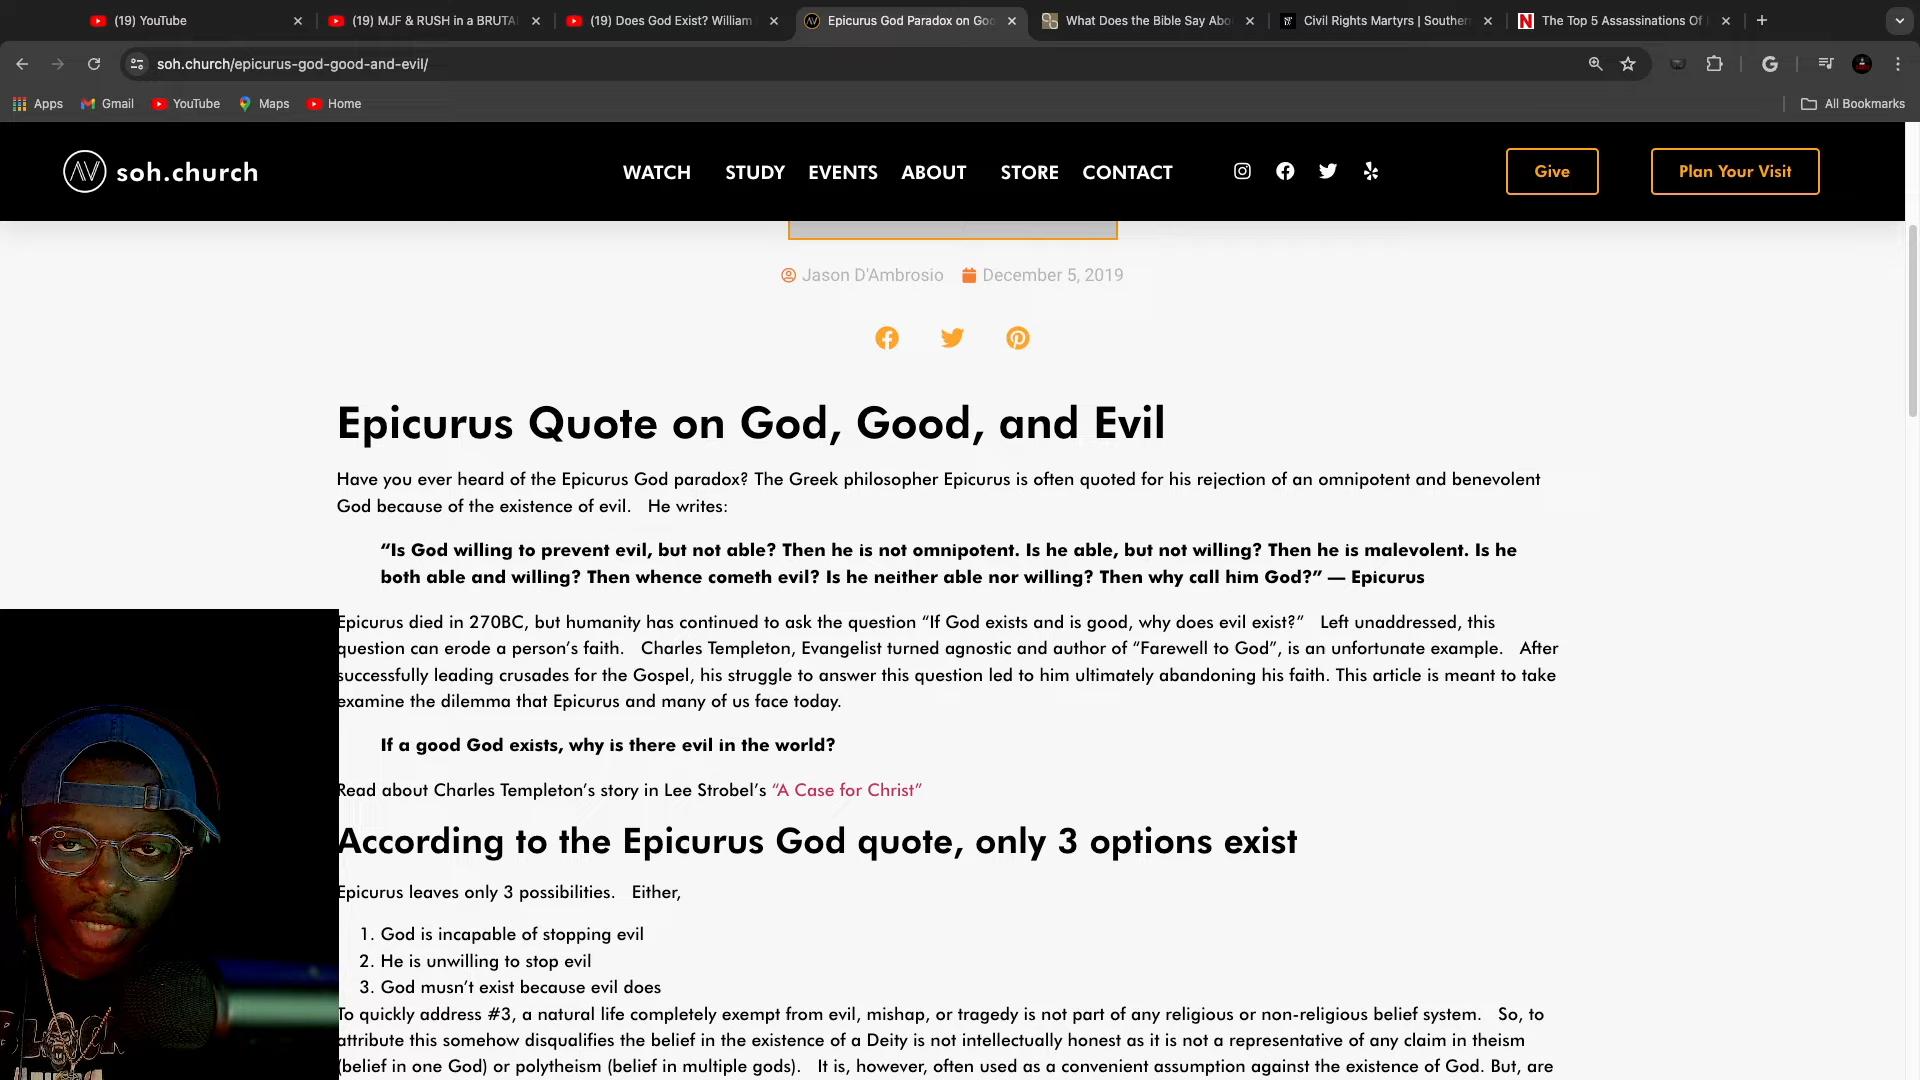 (19) YouTube
(19) MJF & RUSH in a BRUTA
(19) Does God Exist? William
Epicurus God Paradox on Goo
What Does the Bible Say Abo
Civil Rights Martyrs | Southern
The Top 5 Assassinations Of
soh.church/epicurus-god-good-and-evil/
Apps Gmail YouTube Maps Home All Bookmarks
soh.church WATCH STUDY EVENTS ABOUT STORE CONTACT Give Plan Your Visit
Jason D'Ambrosio December 5, 2019
Epicurus Quote on God, Good, and Evil
Have you ever heard of the Epicurus God paradox? The Greek philosopher Epicurus is often quoted for his rejection of an omnipotent and benevolent
God because of the existence of evil. He writes:
“Is God willing to prevent evil, but not able? Then he is not omnipotent. Is he able, but not willing? Then he is malevolent. Is he
both able and willing? Then whence cometh evil? Is he neither able nor willing? Then why call him God?” — Epicurus
Epicurus died in 270BC, but humanity has continued to ask the question “If God exists and is good, why does evil exist?” Left unaddressed, this
question can erode a person’s faith. Charles Templeton, Evangelist turned agnostic and author of “Farewell to God”, is an unfortunate example. After
successfully leading crusades for the Gospel, his struggle to answer this question led to him ultimately abandoning his faith. This article is meant to take
examine the dilemma that Epicurus and many of us face today.
If a good God exists, why is there evil in the world?
Read about Charles Templeton’s story in Lee Strobel’s “A Case for Christ”
According to the Epicurus God quote, only 3 options exist
Epicurus leaves only 3 possibilities. Either,
1. God is incapable of stopping evil
2. He is unwilling to stop evil
3. God musn’t exist because evil does
To quickly address #3, a natural life completely exempt from evil, mishap, or tragedy is not part of any religious or non-religious belief system. So, to
attribute this somehow disqualifies the belief in the existence of a Deity is not intellectually honest as it is not a representative of any claim in theism
(belief in one God) or polytheism (belief in multiple gods). It is, however, often used as a convenient assumption against the existence of God. But, are